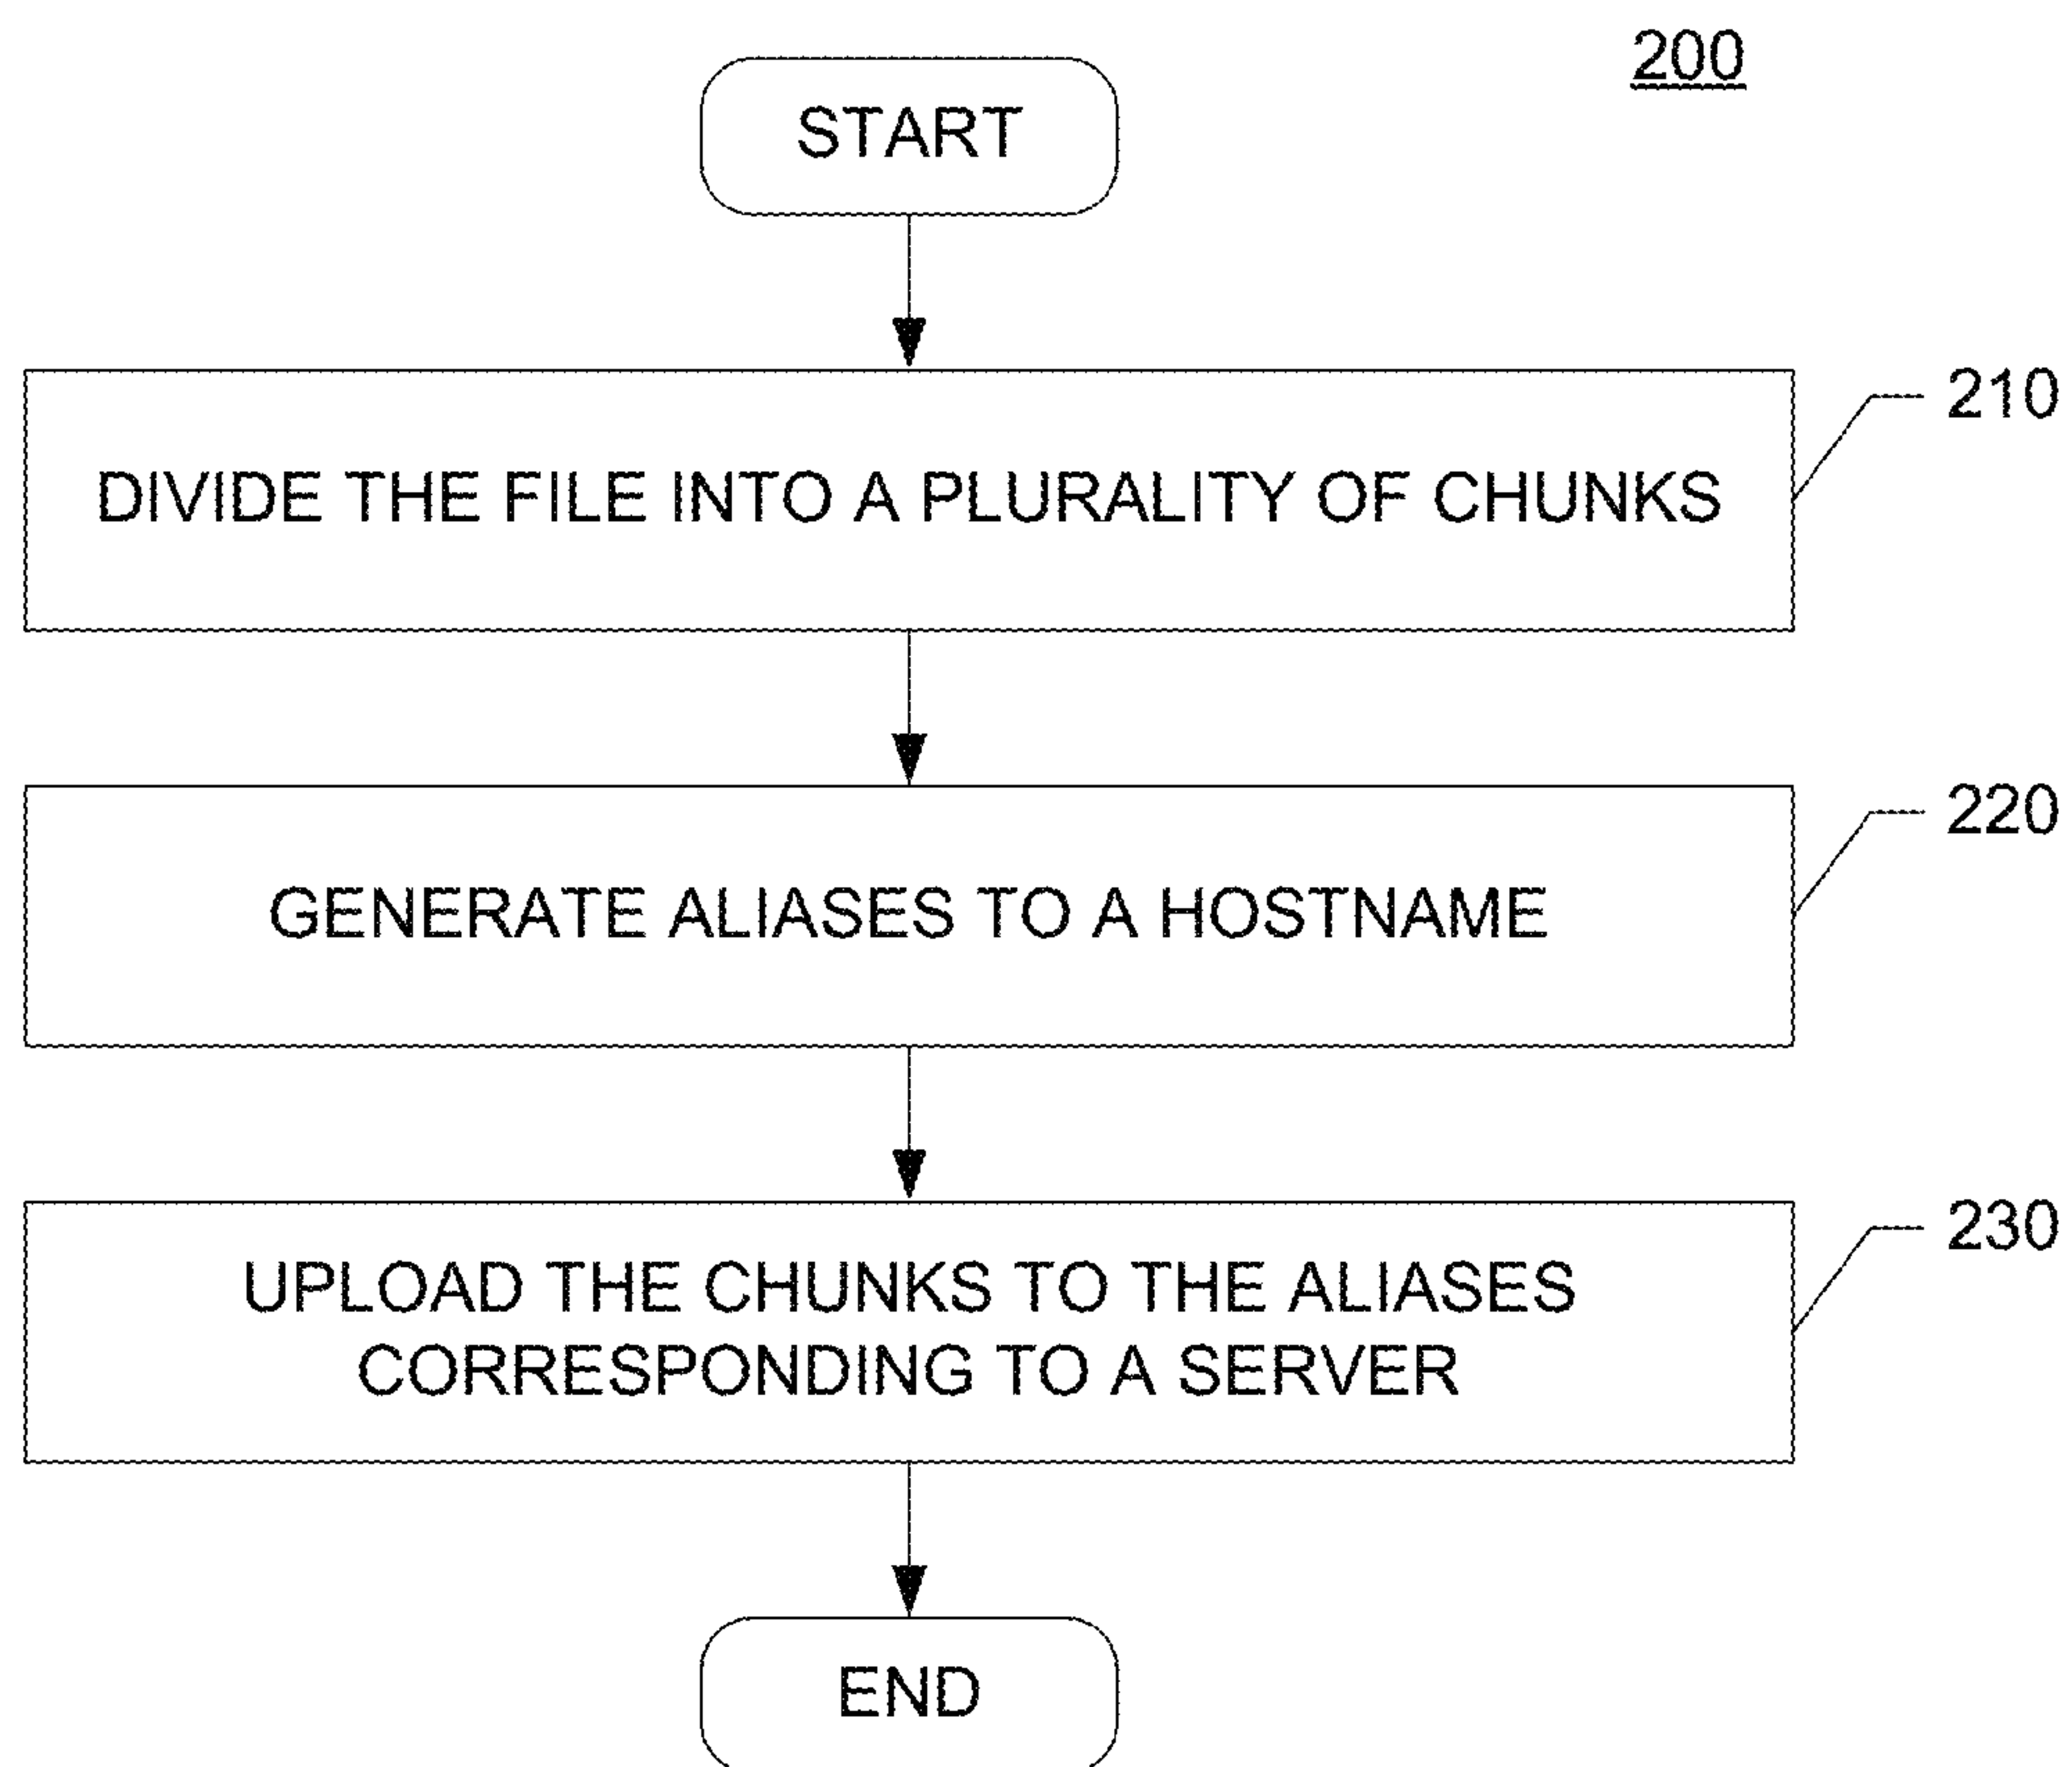 200
START
210
DIVIDE THE FILE INTO A PLURALITY OF CHUNKS
220
GENERATE ALIASES TO A HOSTNAME
230
UPLOAD THE CHUNKS TO THE ALIASES
CORRESPONDING TO A SERVER
END